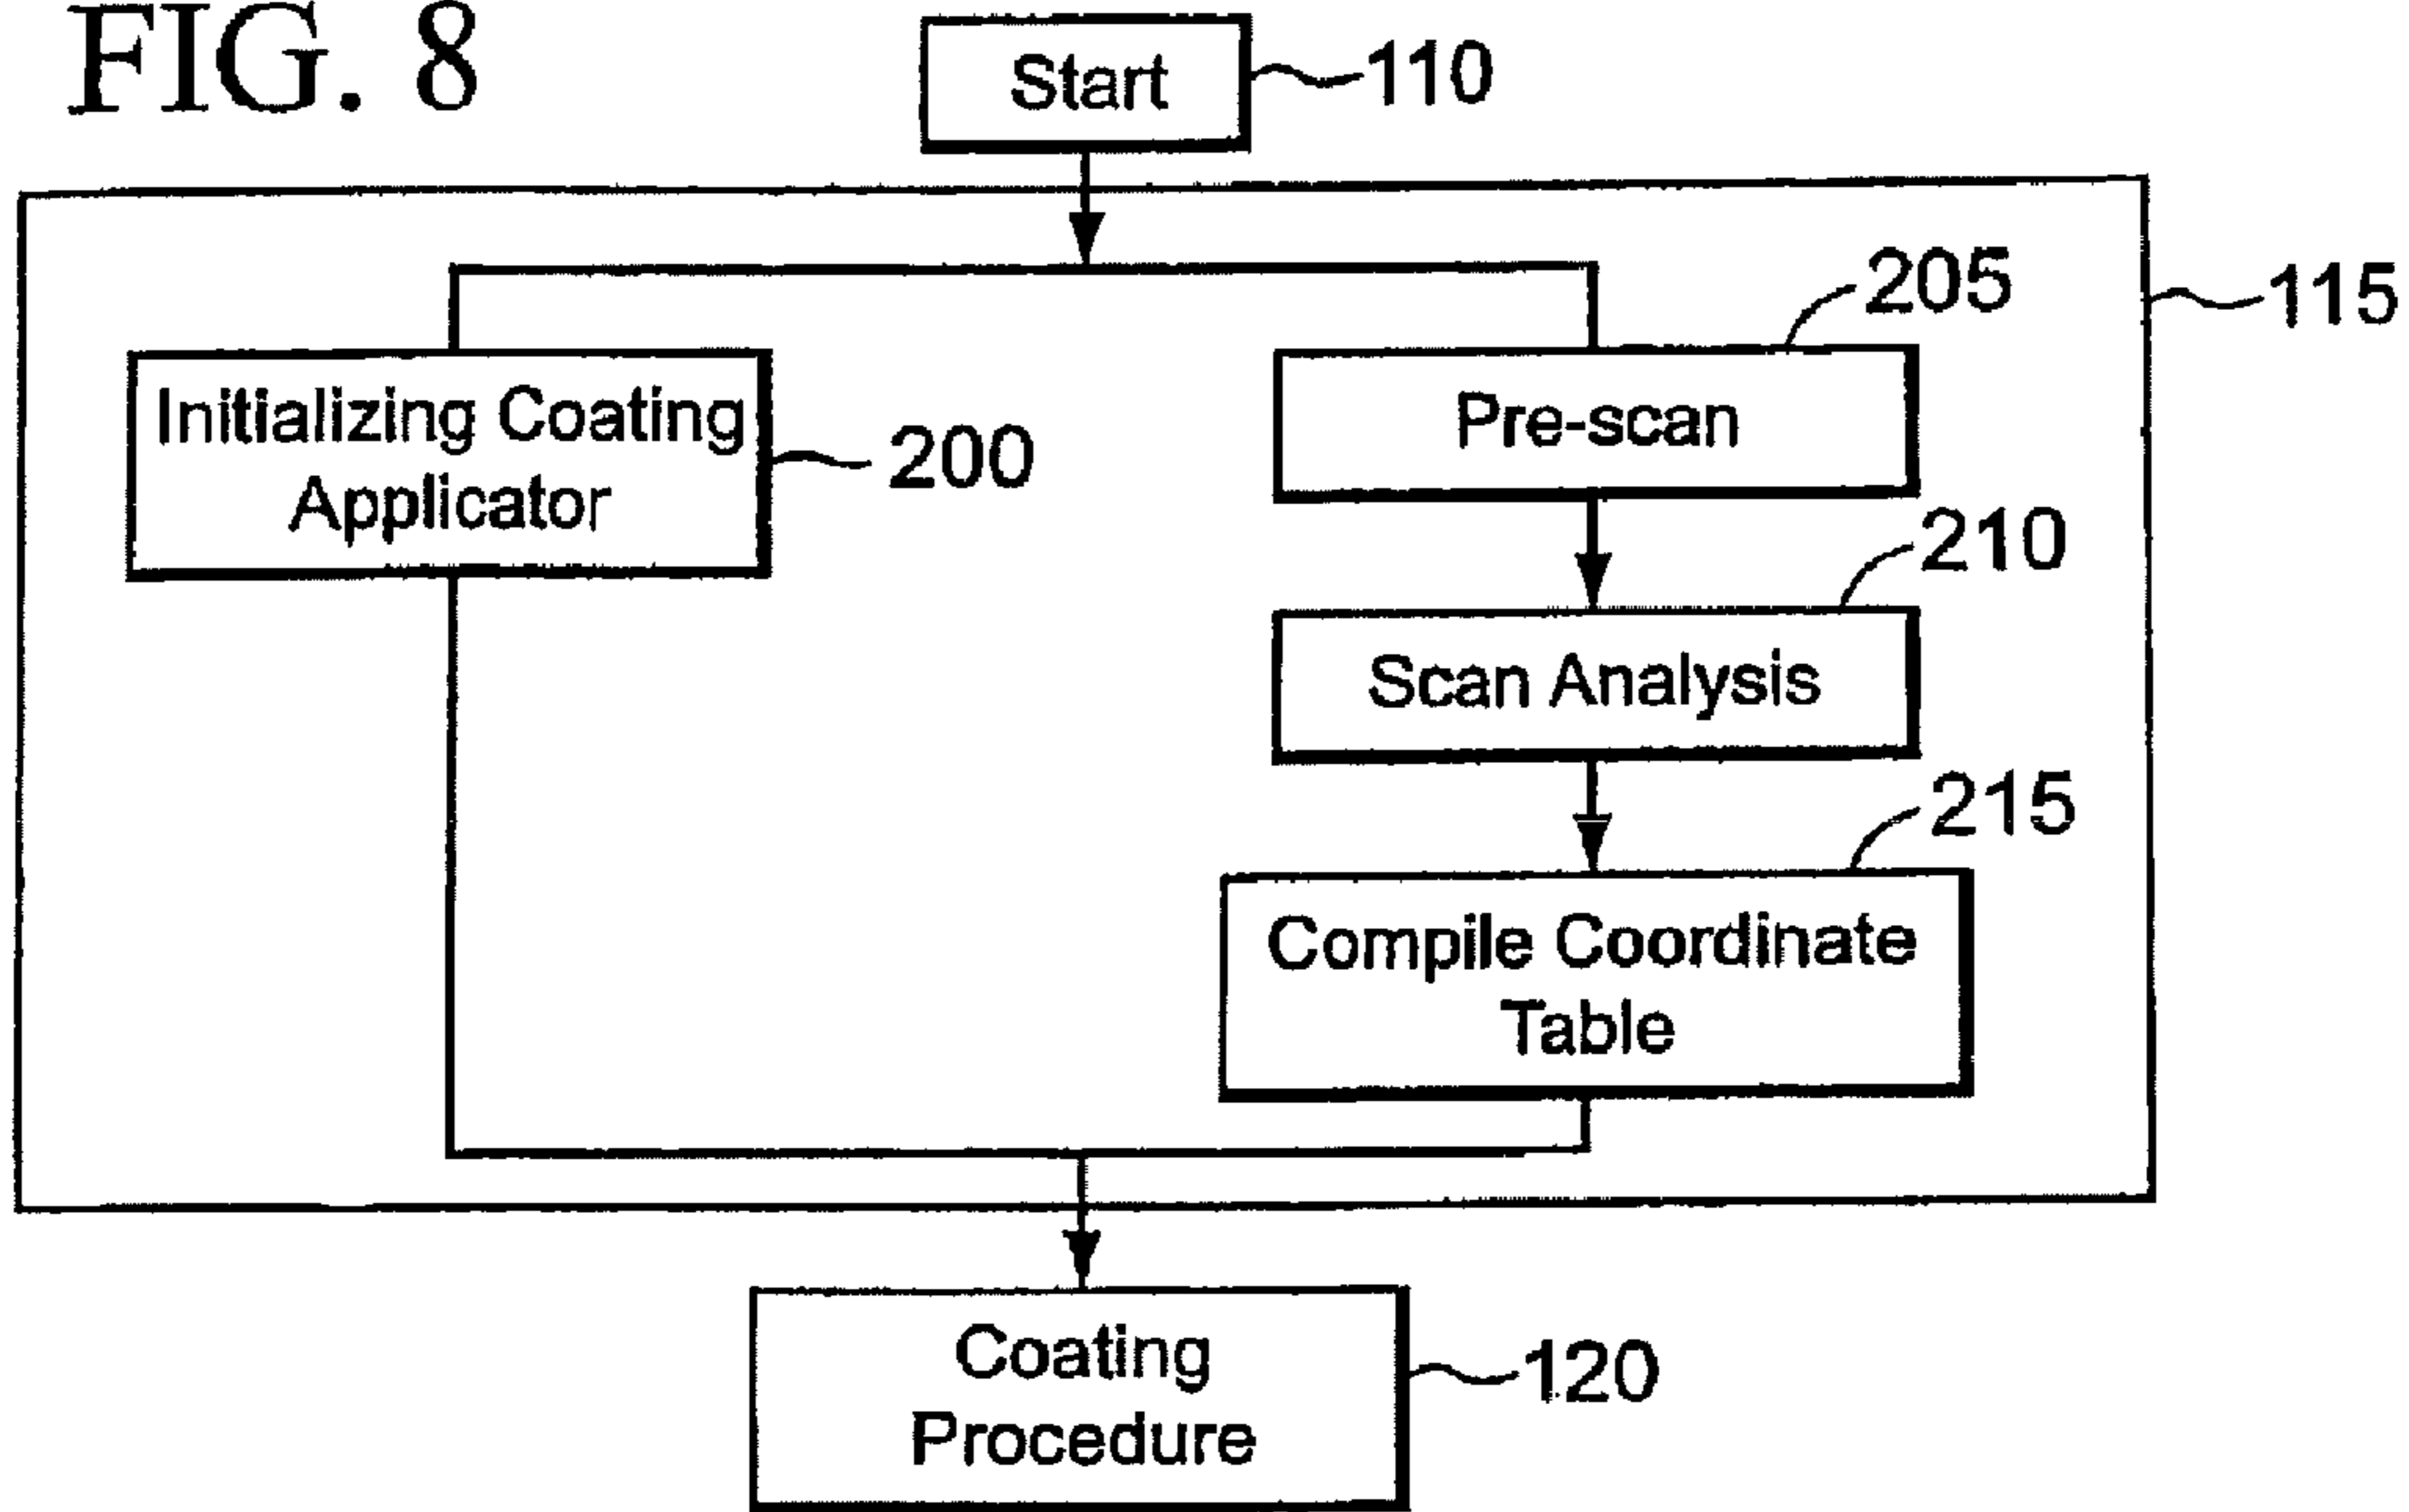 FIG. 8
Start
110
115
205
Initializing Coating
Applicator
200
Pre-scan
210
Scan Analysis
215
Compile Coordinate
Table
Coating
Procedure
120